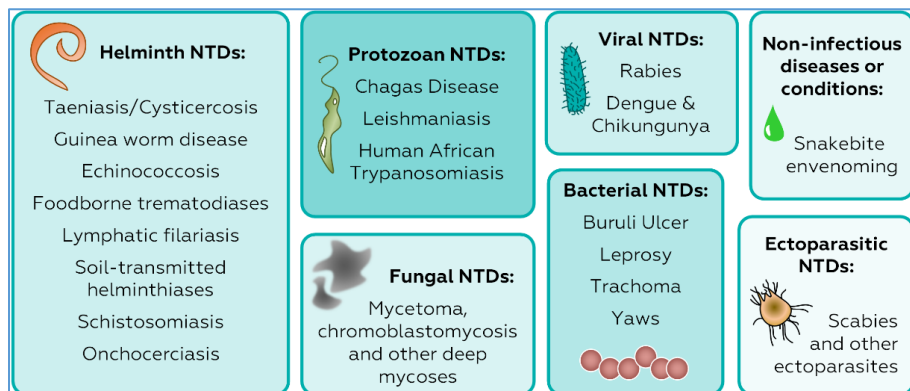 Helminth NTDs:
Taeniasis/Cysticercosis
Guinea worm disease
Echinococcosis
Foodborne trematodiases
Lymphatic filariasis
Soil-transmitted
helminthiases
Schistosomiasis
Onchocerciasis
Protozoan NTDs:
Chagas Disease
Leishmaniasis
Human African
Trypanosomiasis
Fungal NTDs:
Mycetoma,
chromoblastomycosis
and other deep
mycoses
Viral NTDs:
Rabies
Dengue &
Chikungunya
Bacterial NTDs:
Buruli Ulcer
Leprosy
Trachoma
Yaws
Non-infectious
diseases or
conditions:
Snakebite
envenoming
Ectoparasitic
NTDs:
Scabies
and other
ectoparasites